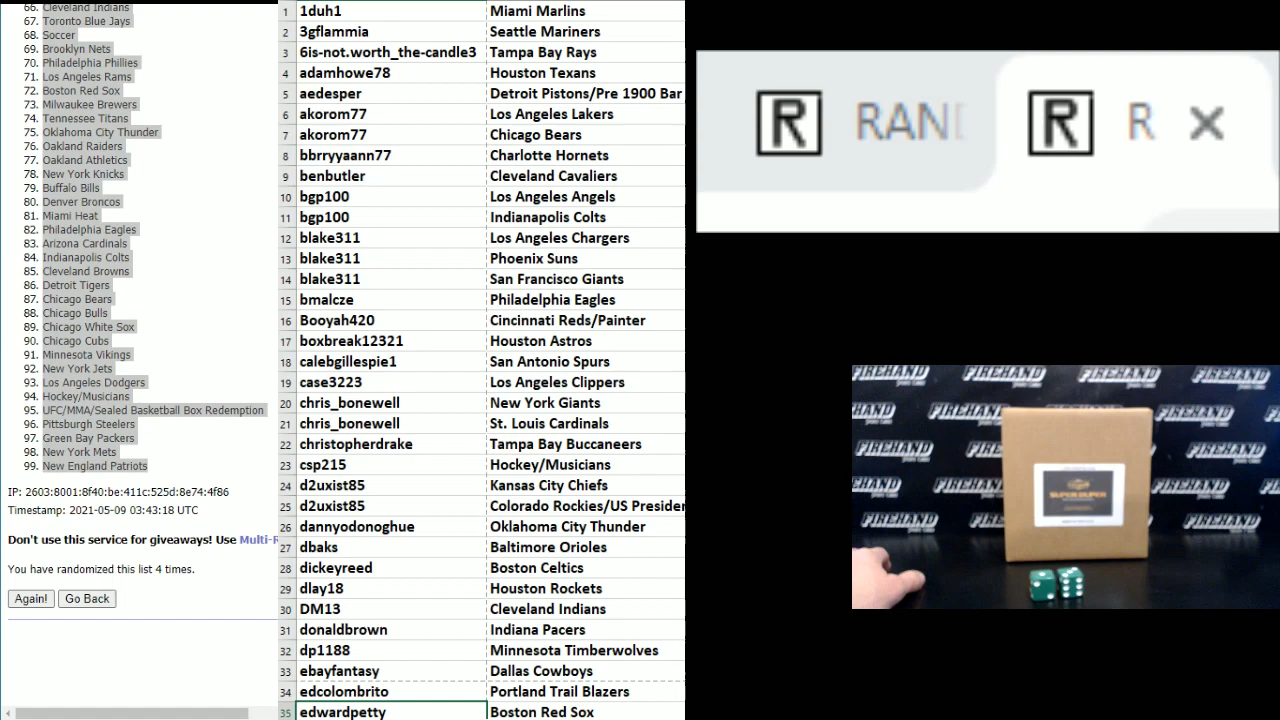 66. Cleveland Indians
67. Toronto Blue Jays
68. Soccer
69. Brooklyn Nets
70. Philadelphia Phillies
71. Los Angeles Rams
72. Boston Red Sox
73. Milwaukee Brewers
74. Tennessee Titans
75. Oklahoma City Thunder
76. Oakland Raiders
77. Oakland Athletics
78. New York Knicks
79. Buffalo Bills
80. Denver Broncos
81. Miami Heat
82. Philadelphia Eagles
83. Arizona Cardinals
84. Indianapolis Colts
85. Cleveland Browns
86. Detroit Tigers
87. Chicago Bears
88. Chicago Bulls
89. Chicago White Sox
90. Chicago Cubs
91. Minnesota Vikings
92. New York Jets
93. Los Angeles Dodgers
94. Hockey/Musicians
95. UFC/MMA/Sealed Basketball Box Redemption
96. Pittsburgh Steelers
97. Green Bay Packers
98. New York Mets
99. New England Patriots
IP: 2603:8001:8f40:be:411c:525d:8e74:4f86
Timestamp: 2021-05-09 03:43:18 UTC
Don't use this service for giveaways! Use Multi-R
You have randomized this list 4 times.
Again! Go Back
1 1duh1 Miami Marlins
2 3gflammia Seattle Mariners
3 6is-not.worth_the-candle3 Tampa Bay Rays
4 adamhowe78 Houston Texans
5 aedesper Detroit Pistons/Pre 1900 Bar
6 akorom77 Los Angeles Lakers
7 akorom77 Chicago Bears
8 bbrryyaann77 Charlotte Hornets
9 benbutler Cleveland Cavaliers
10 bgp100 Los Angeles Angels
11 bgp100 Indianapolis Colts
12 blake311 Los Angeles Chargers
13 blake311 Phoenix Suns
14 blake311 San Francisco Giants
15 bmalcze Philadelphia Eagles
16 Booyah420 Cincinnati Reds/Painter
17 boxbreak12321 Houston Astros
18 calebgillespie1 San Antonio Spurs
19 case3223 Los Angeles Clippers
20 chris_bonewell New York Giants
21 chris_bonewell St. Louis Cardinals
22 christopherdrake Tampa Bay Buccaneers
23 csp215 Hockey/Musicians
24 d2uxist85 Kansas City Chiefs
25 d2uxist85 Colorado Rockies/US Presiden
26 dannyodonoghue Oklahoma City Thunder
27 dbaks Baltimore Orioles
28 dickeyreed Boston Celtics
29 dlay18 Houston Rockets
30 DM13 Cleveland Indians
31 donaldbrown Indiana Pacers
32 dp1188 Minnesota Timberwolves
33 ebayfantasy Dallas Cowboys
34 edcolombrito Portland Trail Blazers
35 edwardpetty Boston Red Sox
R RAND R R ×
FIREHAND FIREHAND FIREHAND FIREHAND
SUPER SUPER